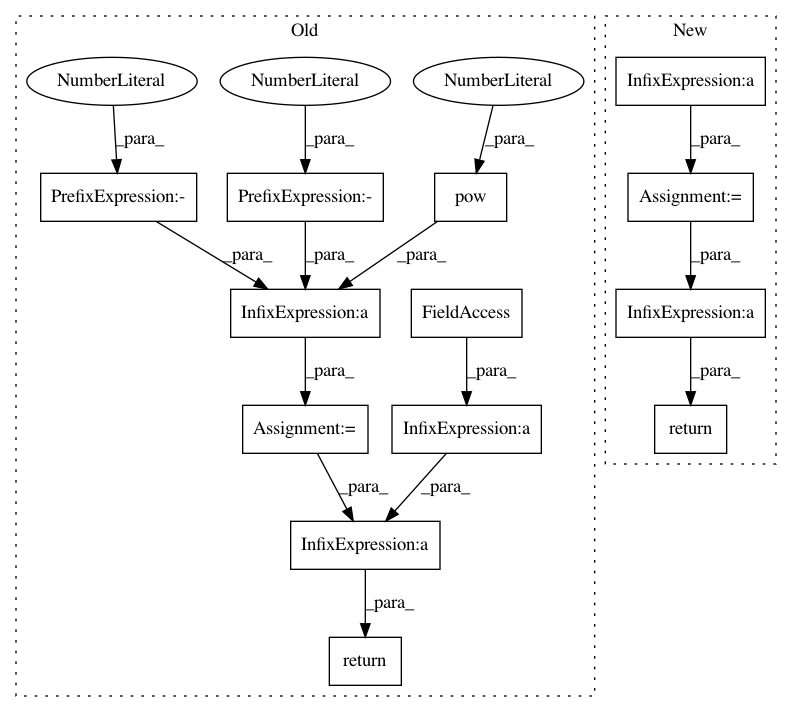 Old
New
NumberLiteral
NumberLiteral
NumberLiteral
InfixExpression:a
_para_
_para_
_para_
_para_
PrefixExpression:-
PrefixExpression:-
pow
Assignment:=
_para_
_para_
_para_
_para_
InfixExpression:a
FieldAccess
InfixExpression:a
_para_
_para_
_para_
Assignment:=
InfixExpression:a
return
_para_
_para_
InfixExpression:a
_para_
return